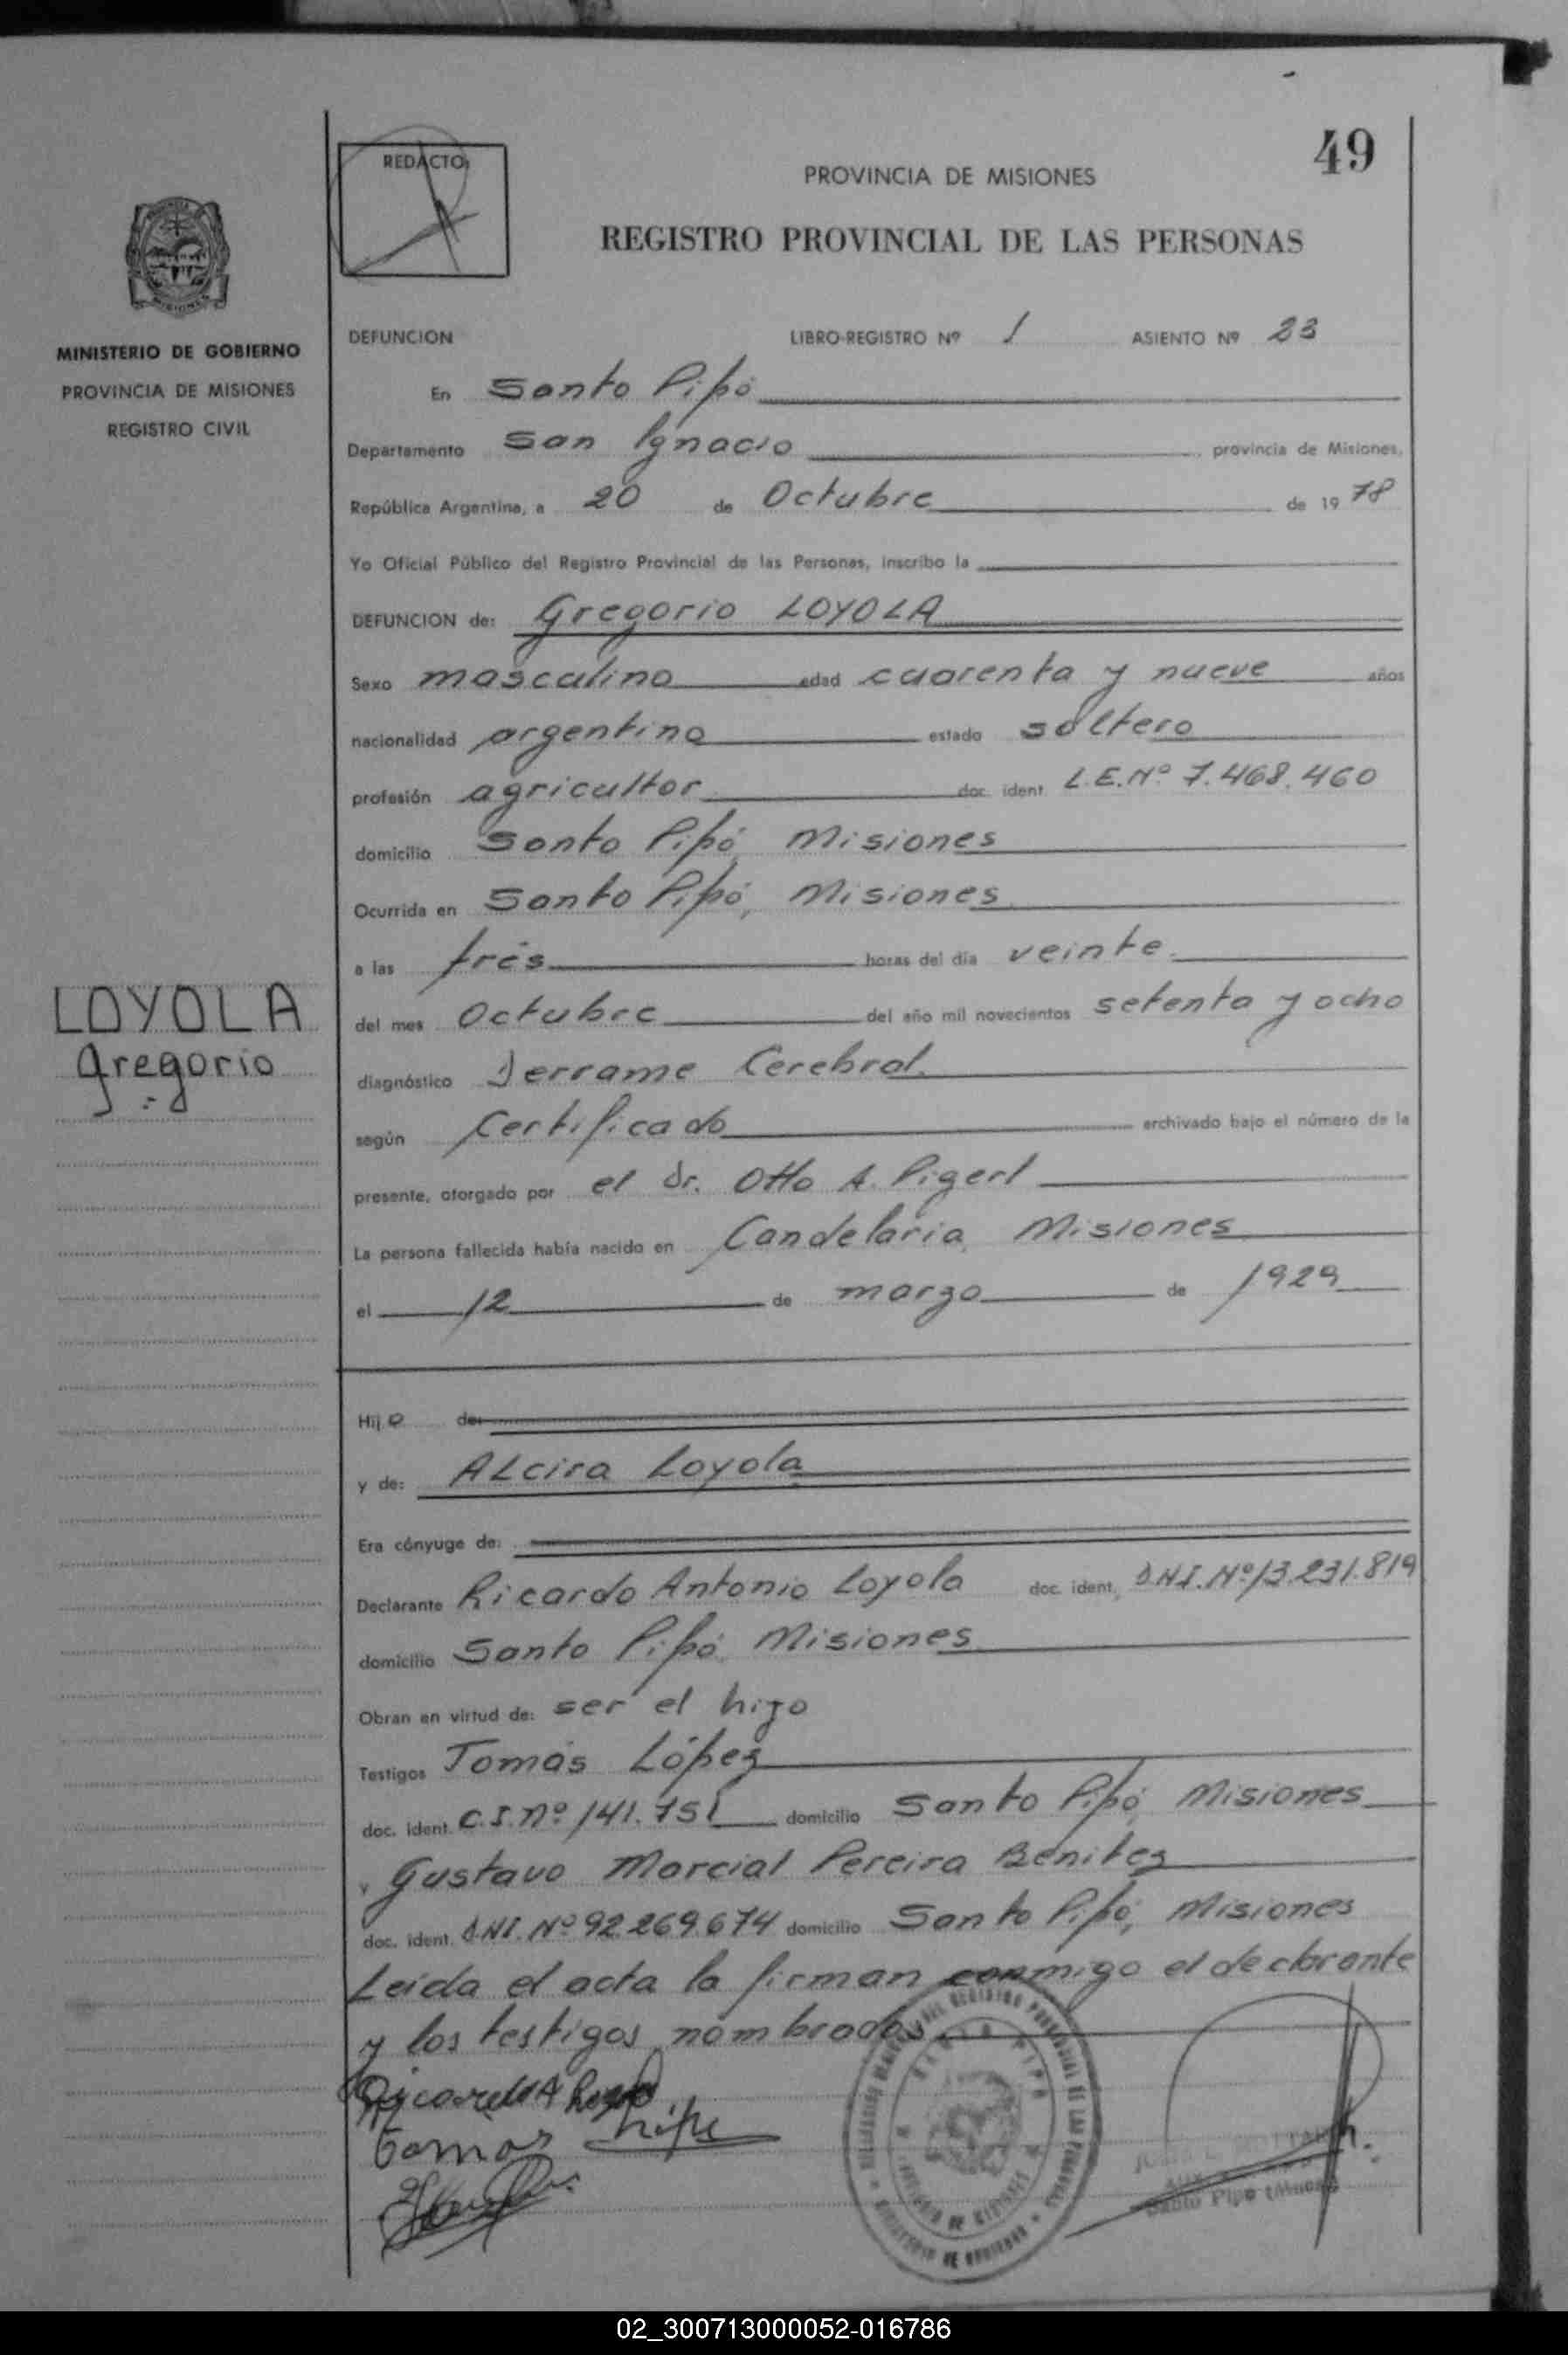 49
REDACTO
PROVINCIA DE MISIONES
REGISTRO PROVINCIAL DE LAS PERSONAS
MISIONES
MINISTERIO DE GOBIERNO
PROVINCIA DE MISIONES
REGISTRO CIVIL
DEFUNCION LIBRO-REGISTRO Nº 1 ASIENTO Nº 23
En Santo Pipó
Departamento San Ignacio provincia de Misiones,
República Argentina, a 20 de Octubre de 1978
Yo Oficial Público del Registro Provincial de las Personas, inscribo la
DEFUNCION de: Gregorio LOYOLA
Sexo masculino edad cuarenta y nueve años
nacionalidad argentina estado soltero
profesión agricultor doc. ident. L.E.Nº 7.468.460
domicilio Santo Pipó, Misiones
Ocurrida en Santo Pipó, Misiones
a las trés horas del día veinte
LOYOLA
Gregorio
del mes Octubre del año mil novecientos setenta y ocho
diagnóstico Derrame Cerebral.
según Certificado archivado bajo el número de la
presente, otorgado por el Dr. Otto A. Pigerl
La persona fallecida había nacido en Candelaria, Misiones
el 12 de marzo de 1929
Hijo de:
y de: ALcira Loyola
Era cónyuge de:
Declarante Ricardo Antonio Loyola doc. ident. D.N.I.Nº 13.231.819
domicilio Santo Pipó, Misiones
Obran en virtud de: ser el hijo
Testigos Tomás López
doc. ident. C.I.Nº 141.751 domicilio Santo Pipó, Misiones
y Gustavo Marcial Pereira Benitez
doc. ident. D.N.I. Nº 92.269.674 domicilio Santo Pipó, Misiones
Leída el acta la firman conmigo el declarante
y los testigos nombrados
Ricardo A
Tomas
Santo Pipo
02_300713000052-016786